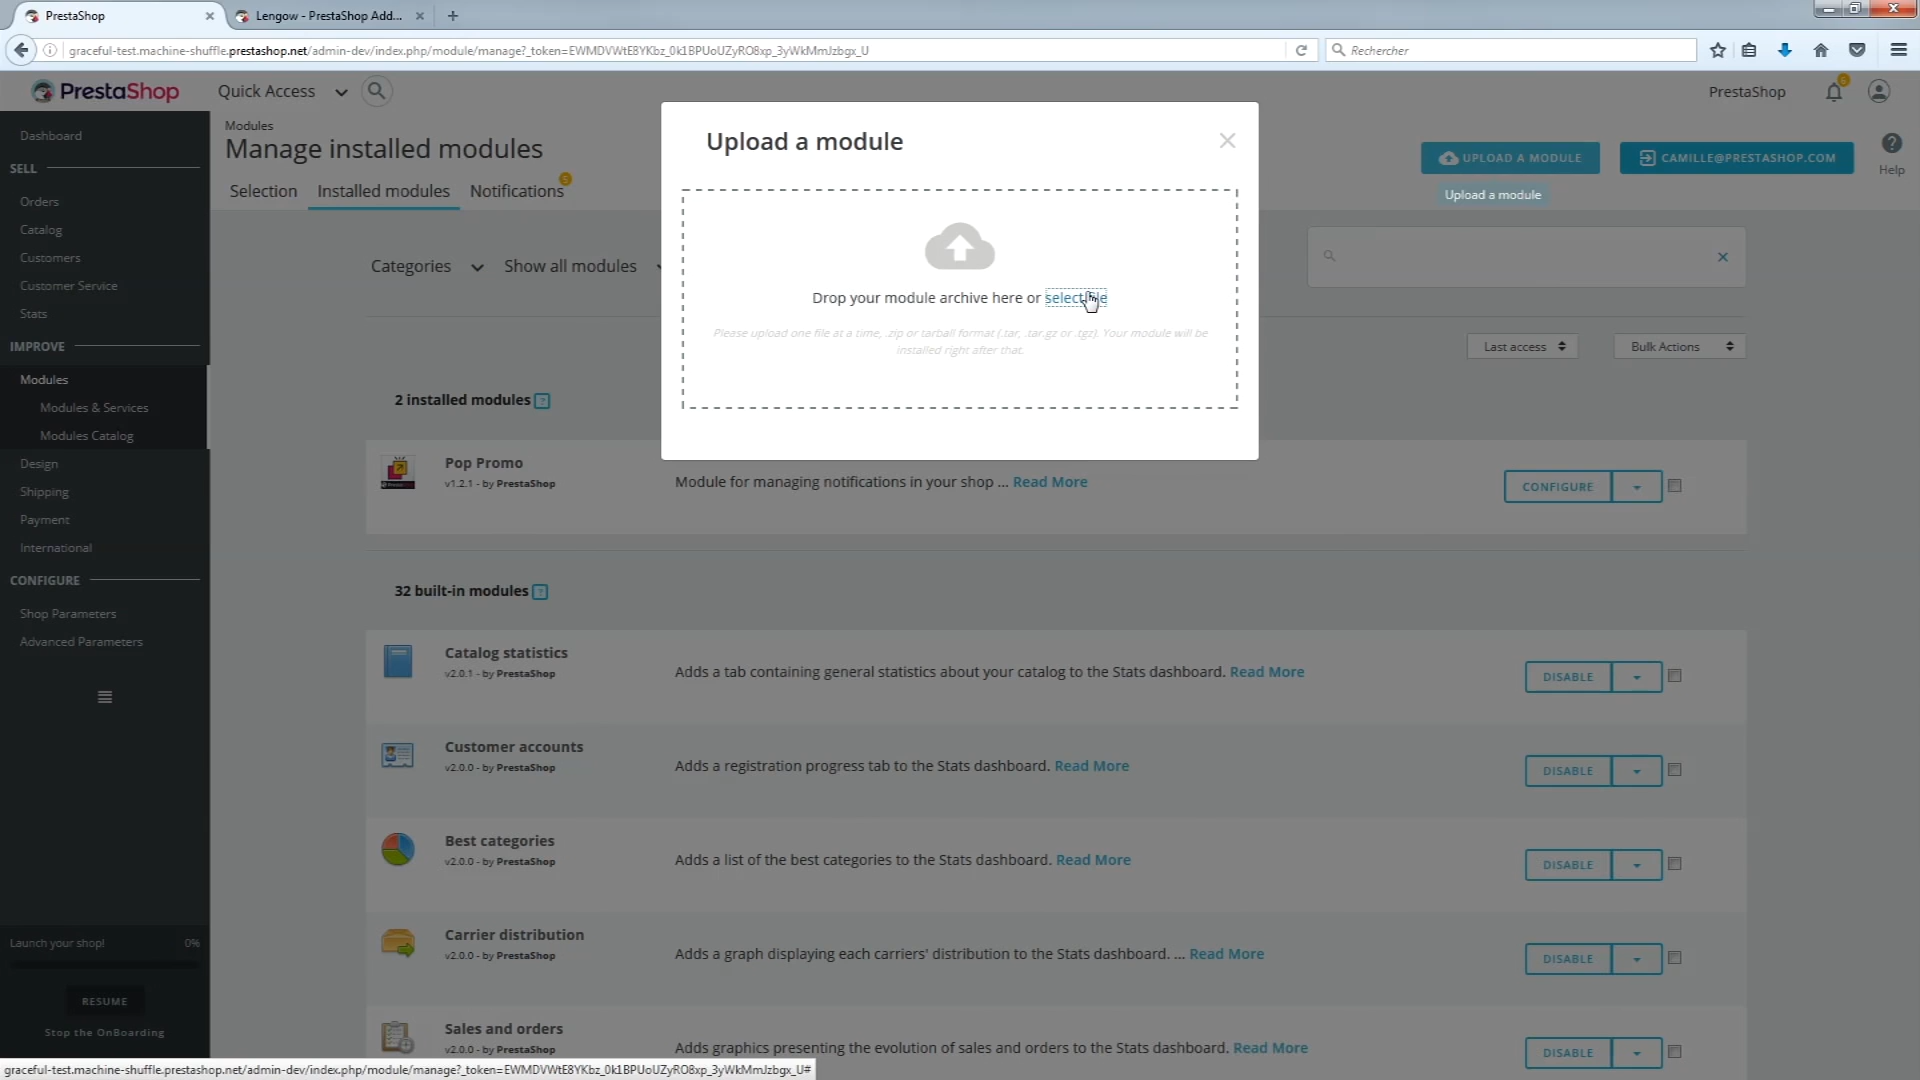 PrestaShop
Lengow - PrestaShop Add...
graceful-test.machine-shuffle.prestashop.net/admin-dev/index.php/module/manage?_token=EWMDVWtE8YKbz_0k1BPUoUZyRO8xp_3yWkMmJzbgx_U
Rechercher
PrestaShop
Quick Access
PrestaShop
Dashboard
SELL
Orders
Catalog
Customers
Customer Service
Stats
IMPROVE
Modules
Modules & Services
Modules Catalog
Design
Shipping
Payment
International
CONFIGURE
Shop Parameters
Advanced Parameters
Launch your shop! 0%
RESUME
Stop the OnBoarding
Modules
Manage installed modules
Selection
Installed modules
Notifications
5
UPLOAD A MODULE
CAMILLE@PRESTASHOP.COM
Help
Upload a module
Upload a module
Drop your module archive here or select file
Please upload one file at a time, .zip or tarball format (.tar, .tar.gz or .tgz). Your module will be
installed right after that.
Categories
Show all modules
Last access
Bulk Actions
2 installed modules ?
Pop Promo
v1.2.1 - by PrestaShop
Module for managing notifications in your shop ... Read More
CONFIGURE
32 built-in modules ?
Catalog statistics
v2.0.1 - by PrestaShop
Adds a tab containing general statistics about your catalog to the Stats dashboard. Read More
DISABLE
Customer accounts
v2.0.0 - by PrestaShop
Adds a registration progress tab to the Stats dashboard. Read More
DISABLE
Best categories
v2.0.0 - by PrestaShop
Adds a list of the best categories to the Stats dashboard. Read More
DISABLE
Carrier distribution
v2.0.0 - by PrestaShop
Adds a graph displaying each carriers' distribution to the Stats dashboard. ... Read More
DISABLE
Sales and orders
v2.0.0 - by PrestaShop
Adds graphics presenting the evolution of sales and orders to the Stats dashboard. Read More
DISABLE
graceful-test.machine-shuffle.prestashop.net/admin-dev/index.php/module/manage?_token=EWMDVWtE8YKbz_0k1BPUoUZyRO8xp_3yWkMmJzbgx_U#